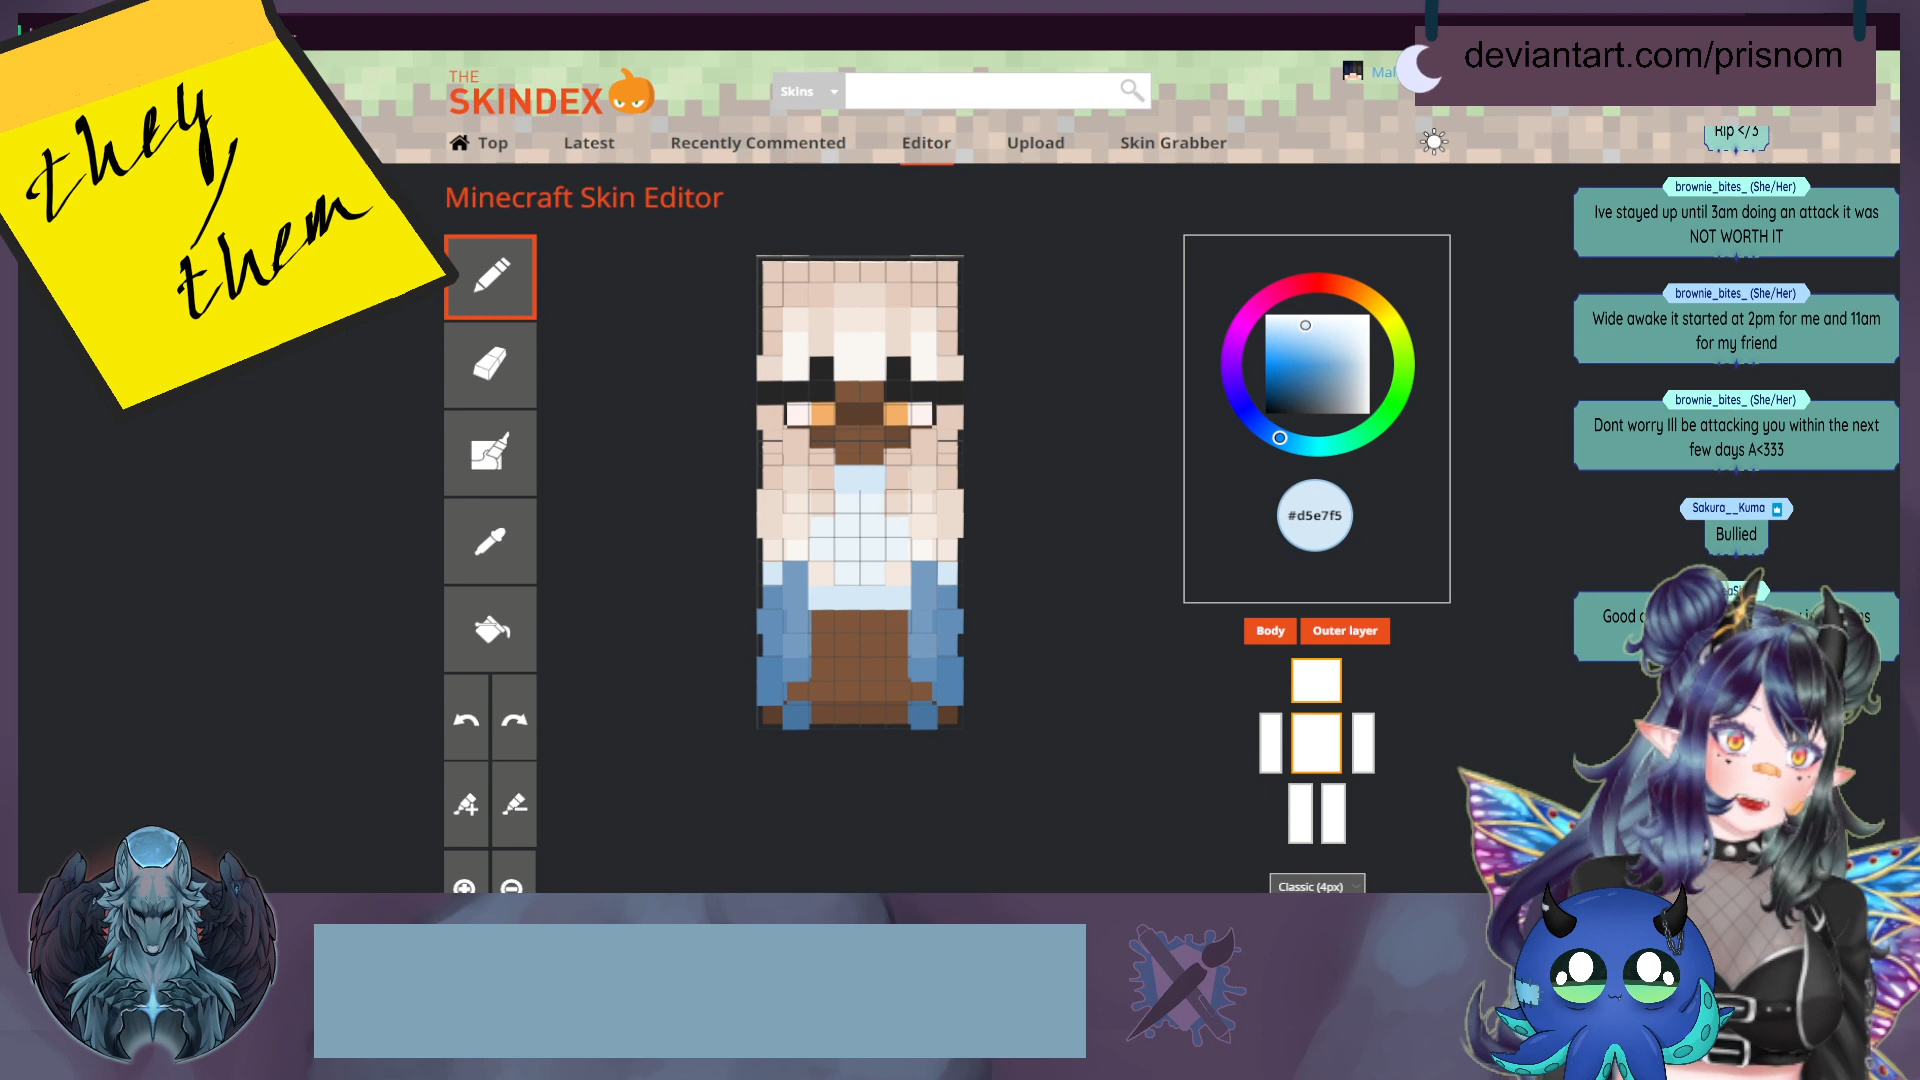 they
/
them
THE
SKINDEX
Skins
deviantart.com/prisnom
Top
Latest
Recently Commented
Editor
Upload
Skin Grabber
Minecraft Skin Editor
Rip </3
brownie_bites_ (She/Her)
Ive stayed up until 3am doing an attack it was
NOT WORTH IT
brownie_bites_ (She/Her)
Wide awake it started at 2pm for me and 11am
for my friend
brownie_bites_ (She/Her)
Dont worry Ill be attacking you within the next
few days A<333
Sakura__Kuma
Bullied
Good
#d5e7f5
Body
Outer layer
Classic (4px)